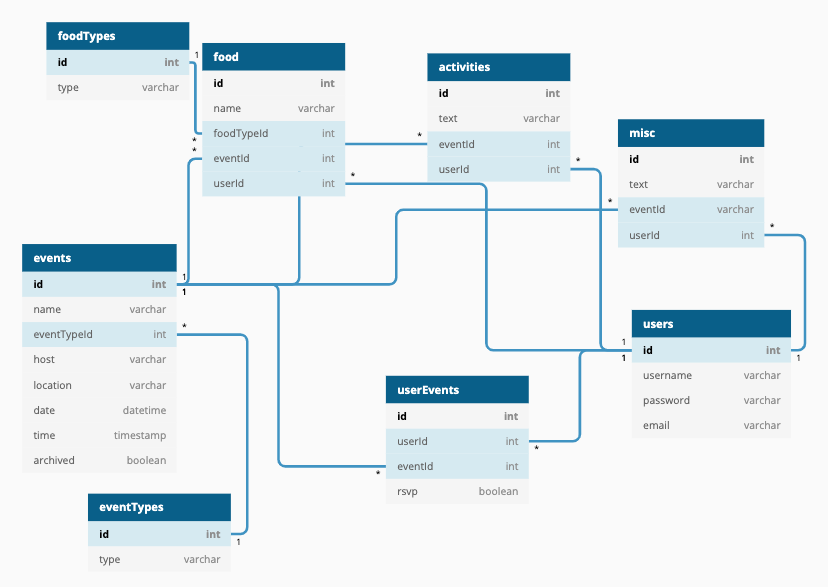 foodTypes
id int
type varchar
1
food
id int
name varchar
foodTypeId int
eventId int
userId int
*
*
*
activities
id int
text varchar
eventId int
userId int
*
*
misc
id int
text varchar
eventId varchar
userId int
*
*
events
id int
name varchar
eventTypeId int
host varchar
location varchar
date datetime
time timestamp
archived boolean
1
1
*
users
id int
username varchar
password varchar
email varchar
1
1
1
userEvents
id int
userId int
eventId int
rsvp boolean
*
*
eventTypes
id int
type varchar
1